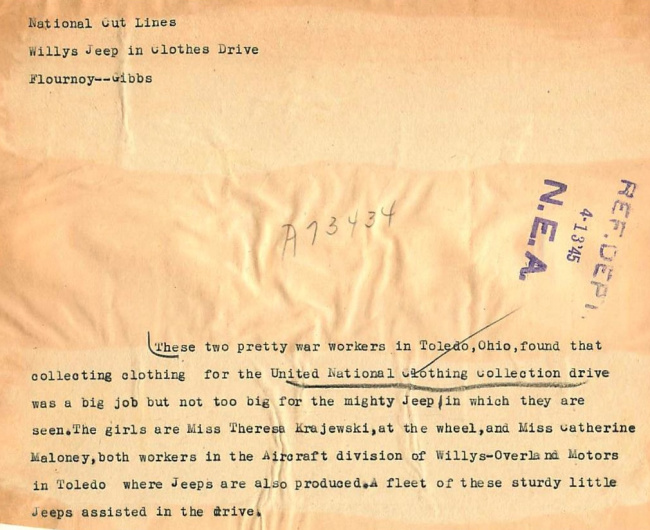 National Cut Lines
Willys Jeep in Clothes Drive
Flournoy--Gibbs
A73434
REF. DEPT.
4-13'45
N.E.A.
These two pretty war workers in Toledo,Ohio,found that
collecting clothing for the United National Clothing Collection drive
was a big job but not too big for the mighty Jeep/in which they are
seen.The girls are Miss Theresa Krajewski,at the wheel,and Miss Catherine
Maloney,both workers in the Aircraft division of Willys-Overland Motors
in Toledo where Jeeps are also produced.A fleet of these sturdy little
Jeeps assisted in the drive.